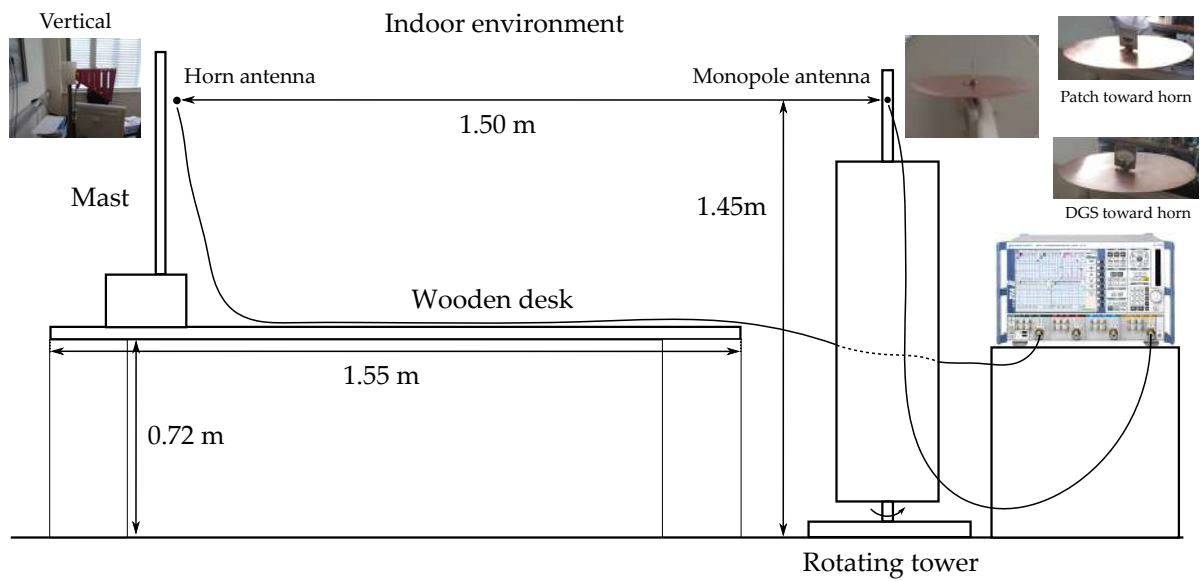 Vertical
Indoor environment
Horn antenna
Monopole antenna
Patch toward horn
1.50 m
Mast
1.45m
DGS toward horn
Wooden desk
1.55 m
0.72 m
Rotating tower